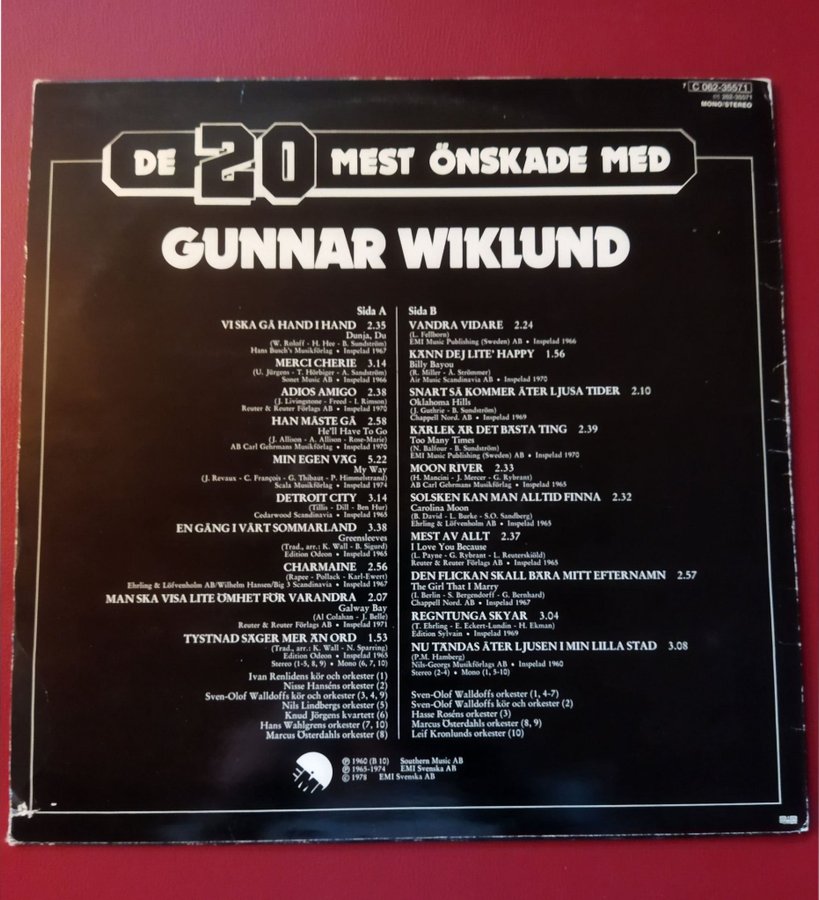 C 062-35571
062-35571
MONO/STEREO
DE 20 MEST ÖNSKADE MED
GUNNAR WIKLUND
Sida A
VI SKA GÅ HAND I HAND 2.35
Dunja, Du
(W. Roloff - H. Hee - B. Sundström)
Hans Busch's Musikförlag • Inspelad 1967
MERCI CHERIE 3.14
(U. Jürgens - T. Hörbiger - A. Sandström)
Sonet Music AB • Inspelad 1966
ADIOS AMIGO 2.38
(J. Livingstone - Freed - I. Rimson)
Reuter & Reuter Förlags AB • Inspelad 1970
HAN MÅSTE GÅ 2.58
He'll Have To Go
(J. Allison - A. Allison - Rose-Marie)
AB Carl Gehrmans Musikförlag • Inspelad 1970
MIN EGEN VÄG 5.22
My Way
(J. Revaux - C. François - G. Thibaut - P. Himmelstrand)
Scala Musikförlag • Inspelad 1974
DETROIT CITY 3.14
(Tillis - Dill - Ben Hur)
Cedarwood Scandinavia • Inspelad 1965
EN GÅNG I VÅRT SOMMARLAND 3.38
Greensleeves
(Trad., arr.: K. Wall - B. Sigurd)
Edition Odeon • Inspelad 1965
CHARMAINE 2.56
(Rapee - Pollack - Karl-Ewert)
Ehrling & Löfvenholm AB/Wilhelm Hansen/Big 3 Scandinavia • Inspelad 1967
MAN SKA VISA LITE ÖMHET FÖR VARANDRA 2.07
Galway Bay
(Al Colahan - J. Belle)
Reuter & Reuter Förlags AB • Inspelad 1971
TYSTNAD SÄGER MER ÄN ORD 1.53
(Trad., arr.: K. Wall - N. Sparring)
Edition Odeon • Inspelad 1965
Stereo (1-5, 8, 9) • Mono (6, 7, 10)
Ivan Renlidens kör och orkester (1)
Nisse Hanséns orkester (2)
Sven-Olof Walldoffs kör och orkester (3, 4, 9)
Nils Lindbergs orkester (5)
Knud Jörgens kvartett (6)
Hans Wahlgrens orkester (7, 10)
Marcus Österdahls orkester (8)
Sida B
VANDRA VIDARE 2.24
(L. Fellborn)
EMI Music Publishing (Sweden) AB • Inspelad 1966
KÄNN DEJ LITE' HAPPY 1.56
Billy Bayou
(R. Miller - A. Strömmer)
Air Music Scandinavia AB • Inspelad 1970
SNART SÅ KOMMER ÅTER LJUSA TIDER 2.10
Oklahoma Hills
(J. Guthrie - B. Sundström)
Chappell Nord. AB • Inspelad 1969
KÄRLEK ÄR DET BÄSTA TING 2.39
Too Many Times
(N. Balfour - B. Sundström)
EMI Music Publishing (Sweden) AB • Inspelad 1970
MOON RIVER 2.33
(H. Mancini - J. Mercer - G. Rybrant)
AB Carl Gehrmans Musikförlag • Inspelad 1965
SOLSKEN KAN MAN ALLTID FINNA 2.32
Carolina Moon
(B. David - L. Burke - S.O. Sandberg)
Ehrling & Löfvenholm AB • Inspelad 1965
MEST AV ALLT 2.37
I Love You Because
(L. Payne - G. Rybrant - L. Reuterskiöld)
Reuter & Reuter Förlags AB • Inspelad 1965
DEN FLICKAN SKALL BÄRA MITT EFTERNAMN 2.57
The Girl That I Marry
(I. Berlin - S. Bergendorff - G. Bernhard)
Chappell Nord. AB • Inspelad 1967
REGNTUNGA SKYAR 3.04
(T. Ehrling - E. Eckert-Lundin - H. Ekman)
Edition Sylvain • Inspelad 1969
NU TÄNDAS ÅTER LJUSEN I MIN LILLA STAD 3.08
(P.M. Hamberg)
Nils-Georgs Musikförlags AB • Inspelad 1960
Stereo (2-4) • Mono (1, 5-10)
Sven-Olof Walldoffs orkester (1, 4-7)
Sven-Olof Walldoffs kör och orkester (2)
Hasse Roséns orkester (3)
Marcus Österdahls orkester (8, 9)
Leif Kronlunds orkester (10)
EMI
℗ 1960 (B 10) Southern Music AB
℗ 1965-1974 EMI Svenska AB
© 1978 EMI Svenska AB